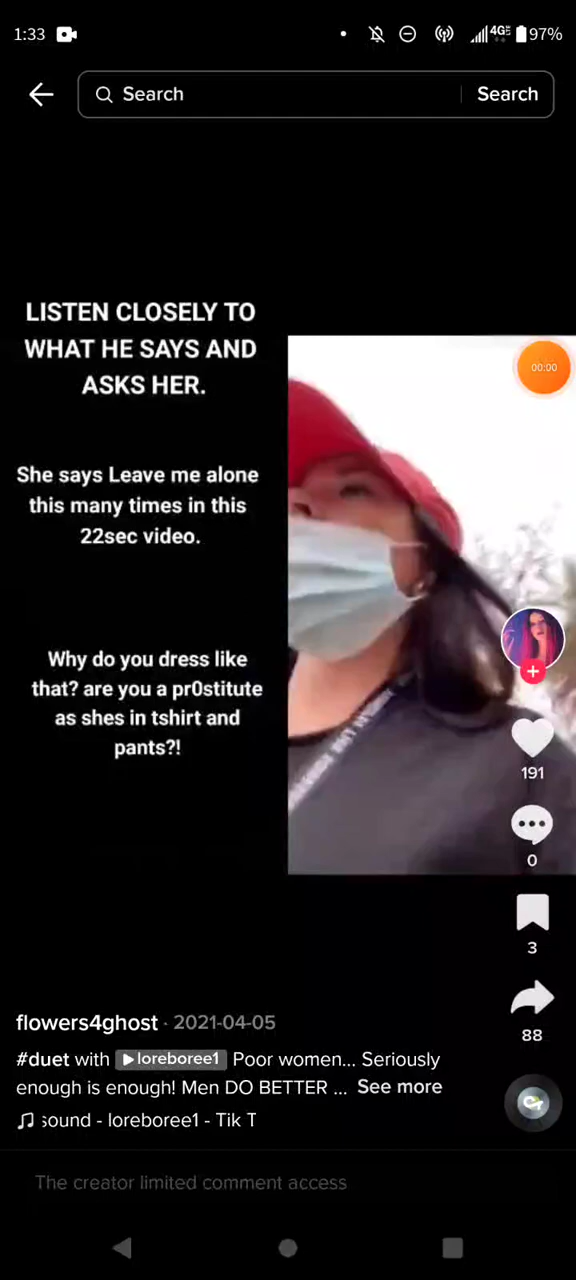 1:33
4G
97%
Search
Search
LISTEN CLOSELY TO
WHAT HE SAYS AND
ASKS HER.
00:00
She says Leave me alone
this many times in this
22sec video.
Why do you dress like
that? are you a pr0stitute
as shes in tshirt and
pants?!
191
0
3
88
flowers4ghost · 2021-04-05
#duet with loreboree1 Poor women... Seriously
enough is enough! Men DO BETTER ... See more
sound - loreboree1 - Tik T
The creator limited comment access